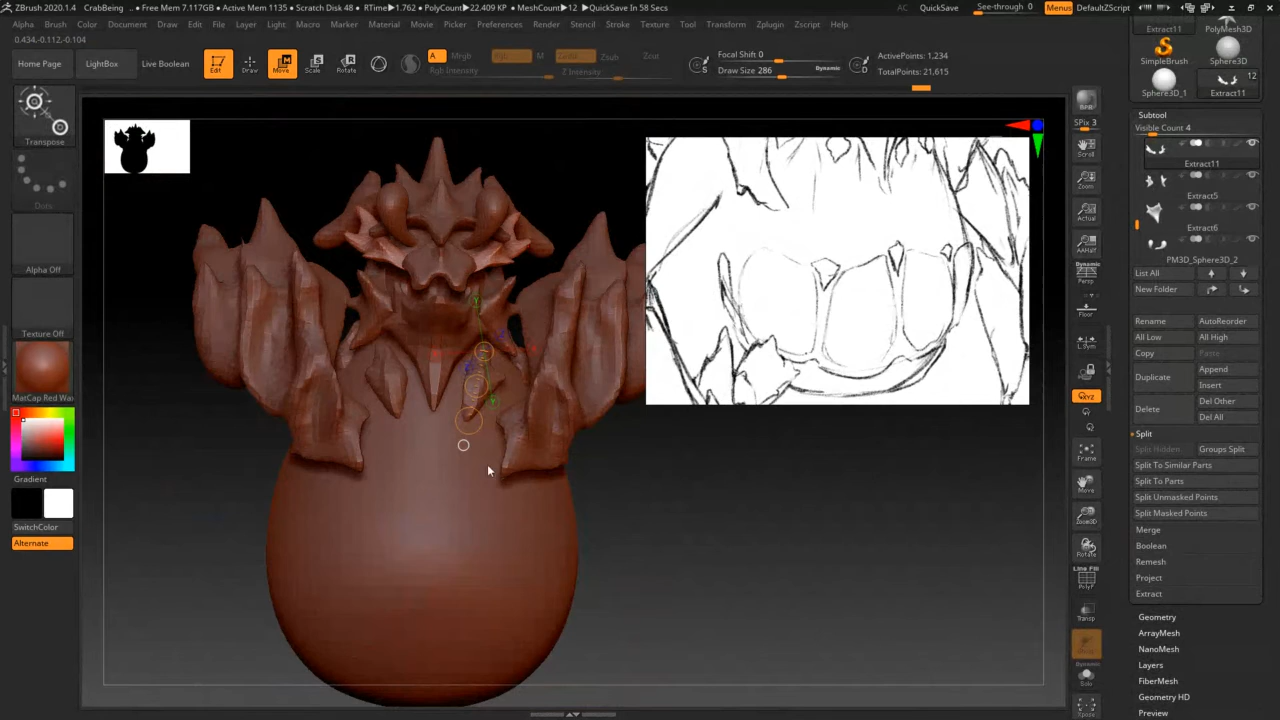 ZBrush 2020.1.4 CrabBeing .. • Free Mem 7.117GB • Active Mem 1135 • Scratch Disk 48 • RTime▸1.762 • PolyCount▸22.409 KP • MeshCount▸12 QuickSave In 58 Secs AC QuickSave See-through 0 Menus DefaultZScript
Alpha Brush Color Document Draw Edit File Layer Light Macro Marker Material Movie Picker Preferences Render Stencil Stroke Texture Tool Transform Zplugin Zscript Help
0.434,-0.112,-0.104
Home Page LightBox Live Boolean Edit Draw Move Scale Rotate
A Mrgb M Zsub Zcut
Rgb Intensity Z Intensity
Focal Shift 0
Draw Size 286 Dynamic
ActivePoints: 1,234
TotalPoints: 21,615
Transpose
Dots
Alpha Off
Texture Off
MatCap Red Wa
Gradient
SwitchColor
Alternate
BPR
SPix 3
Scroll
Zoom
Actual
AAHalf
Dynamic
Persp
Floor
L.Sym
XYZ
Frame
Move
Zoom3D
Rotate
Line Fill
PolyF
Transp
Dynamic
Solo
Xpose
Extract11 PolyMesh3D
SimpleBrush Sphere3D
12
Sphere3D_1 Extract11
Subtool
Visible Count 4
Extract11
Extract5
Extract6
PM3D_Sphere3D_2
List All
New Folder
Rename AutoReorder
All Low All High
Copy Paste
Duplicate Append
Insert
Delete Del Other
Del All
Split
Split Hidden Groups Split
Split To Similar Parts
Split To Parts
Split Unmasked Points
Split Masked Points
Merge
Boolean
Remesh
Project
Extract
Geometry
ArrayMesh
NanoMesh
Layers
FiberMesh
Geometry HD
Preview